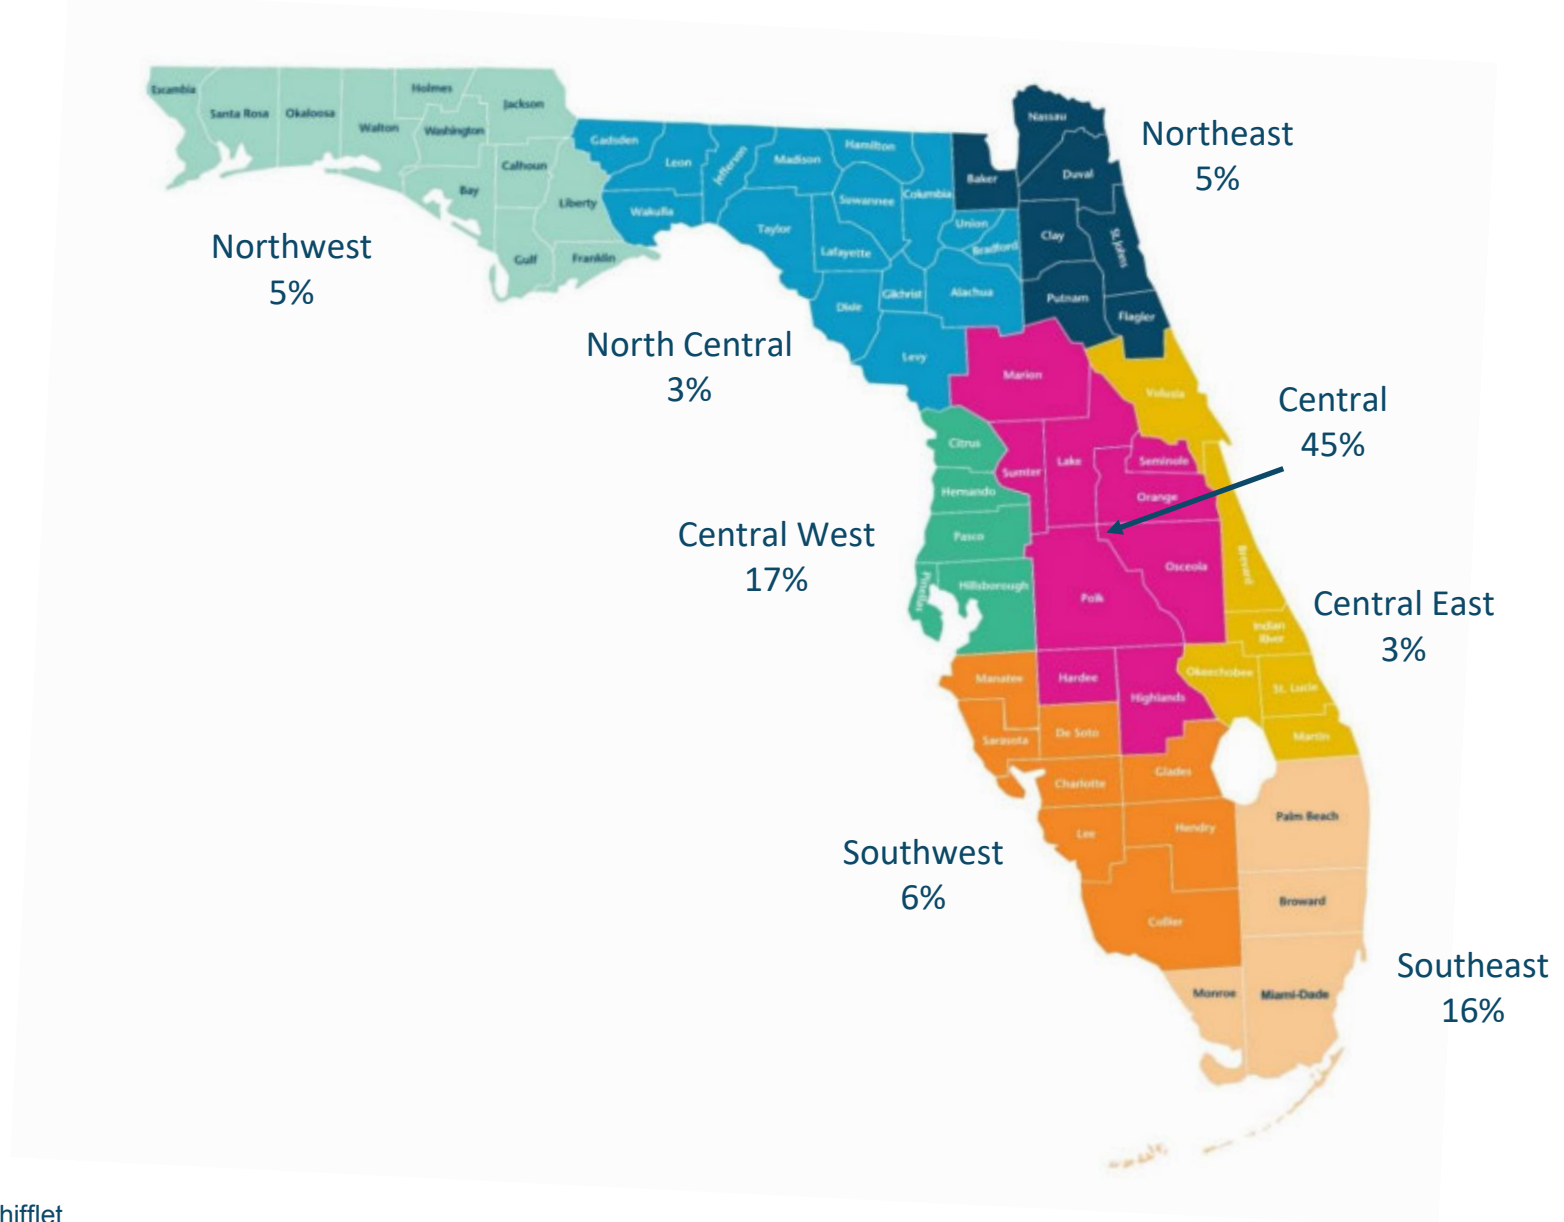 Escambia
Santa Rosa
Okaloosa
Walton
Holmes
Washington
Jackson
Calhoun
Bay
Liberty
Gulf
Franklin
Northwest
5%
Gadsden
Leon
Jefferson
Madison
Hamilton
Wakulla
Taylor
Suwannee
Columbia
Lafayette
Union
Bradford
Dixie
Gilchrist
Alachua
Levy
North Central
3%
Nassau
Baker
Duval
Clay
St. Johns
Putnam
Flagler
Northeast
5%
Marion
Sumter
Lake
Seminole
Orange
Osceola
Polk
Hardee
Highlands
Central
45%
Citrus
Hernando
Pasco
Pinellas
Hillsborough
Central West
17%
Volusia
Brevard
Indian
River
Okeechobee
St. Lucie
Martin
Central East
3%
Manatee
Sarasota
De Soto
Charlotte
Glades
Lee
Hendry
Collier
Southwest
6%
Palm Beach
Broward
Monroe
Miami-Dade
Southeast
16%
hifflet